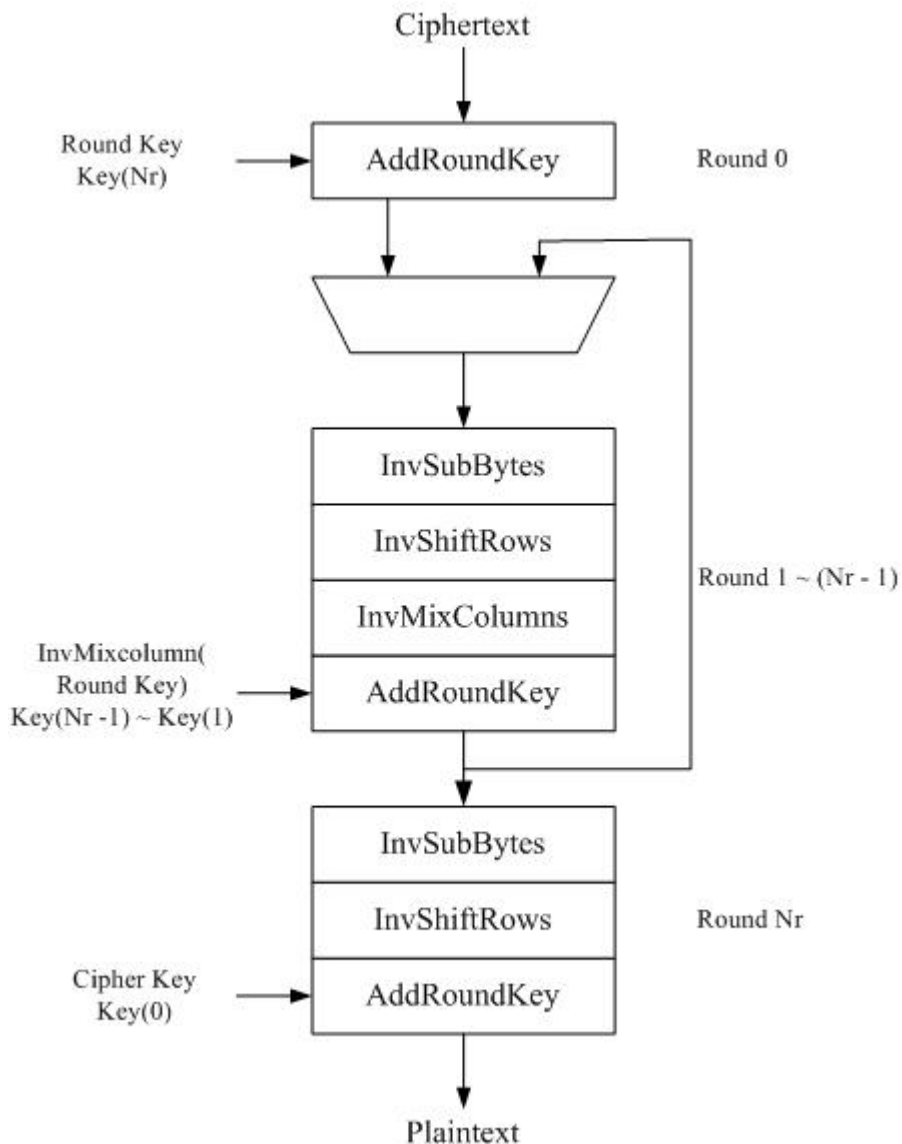 Ciphertext
Round Key
Key(Nr)
AddRoundKey
Round 0
InvSubBytes
InvShiftRows
InvMixColumns
Round 1 ~ (Nr - 1)
InvMixcolumn(
Round Key)
Key(Nr -1) ~ Key(1)
AddRoundKey
InvSubBytes
InvShiftRows
Round Nr
Cipher Key
Key(0)
AddRoundKey
Plaintext